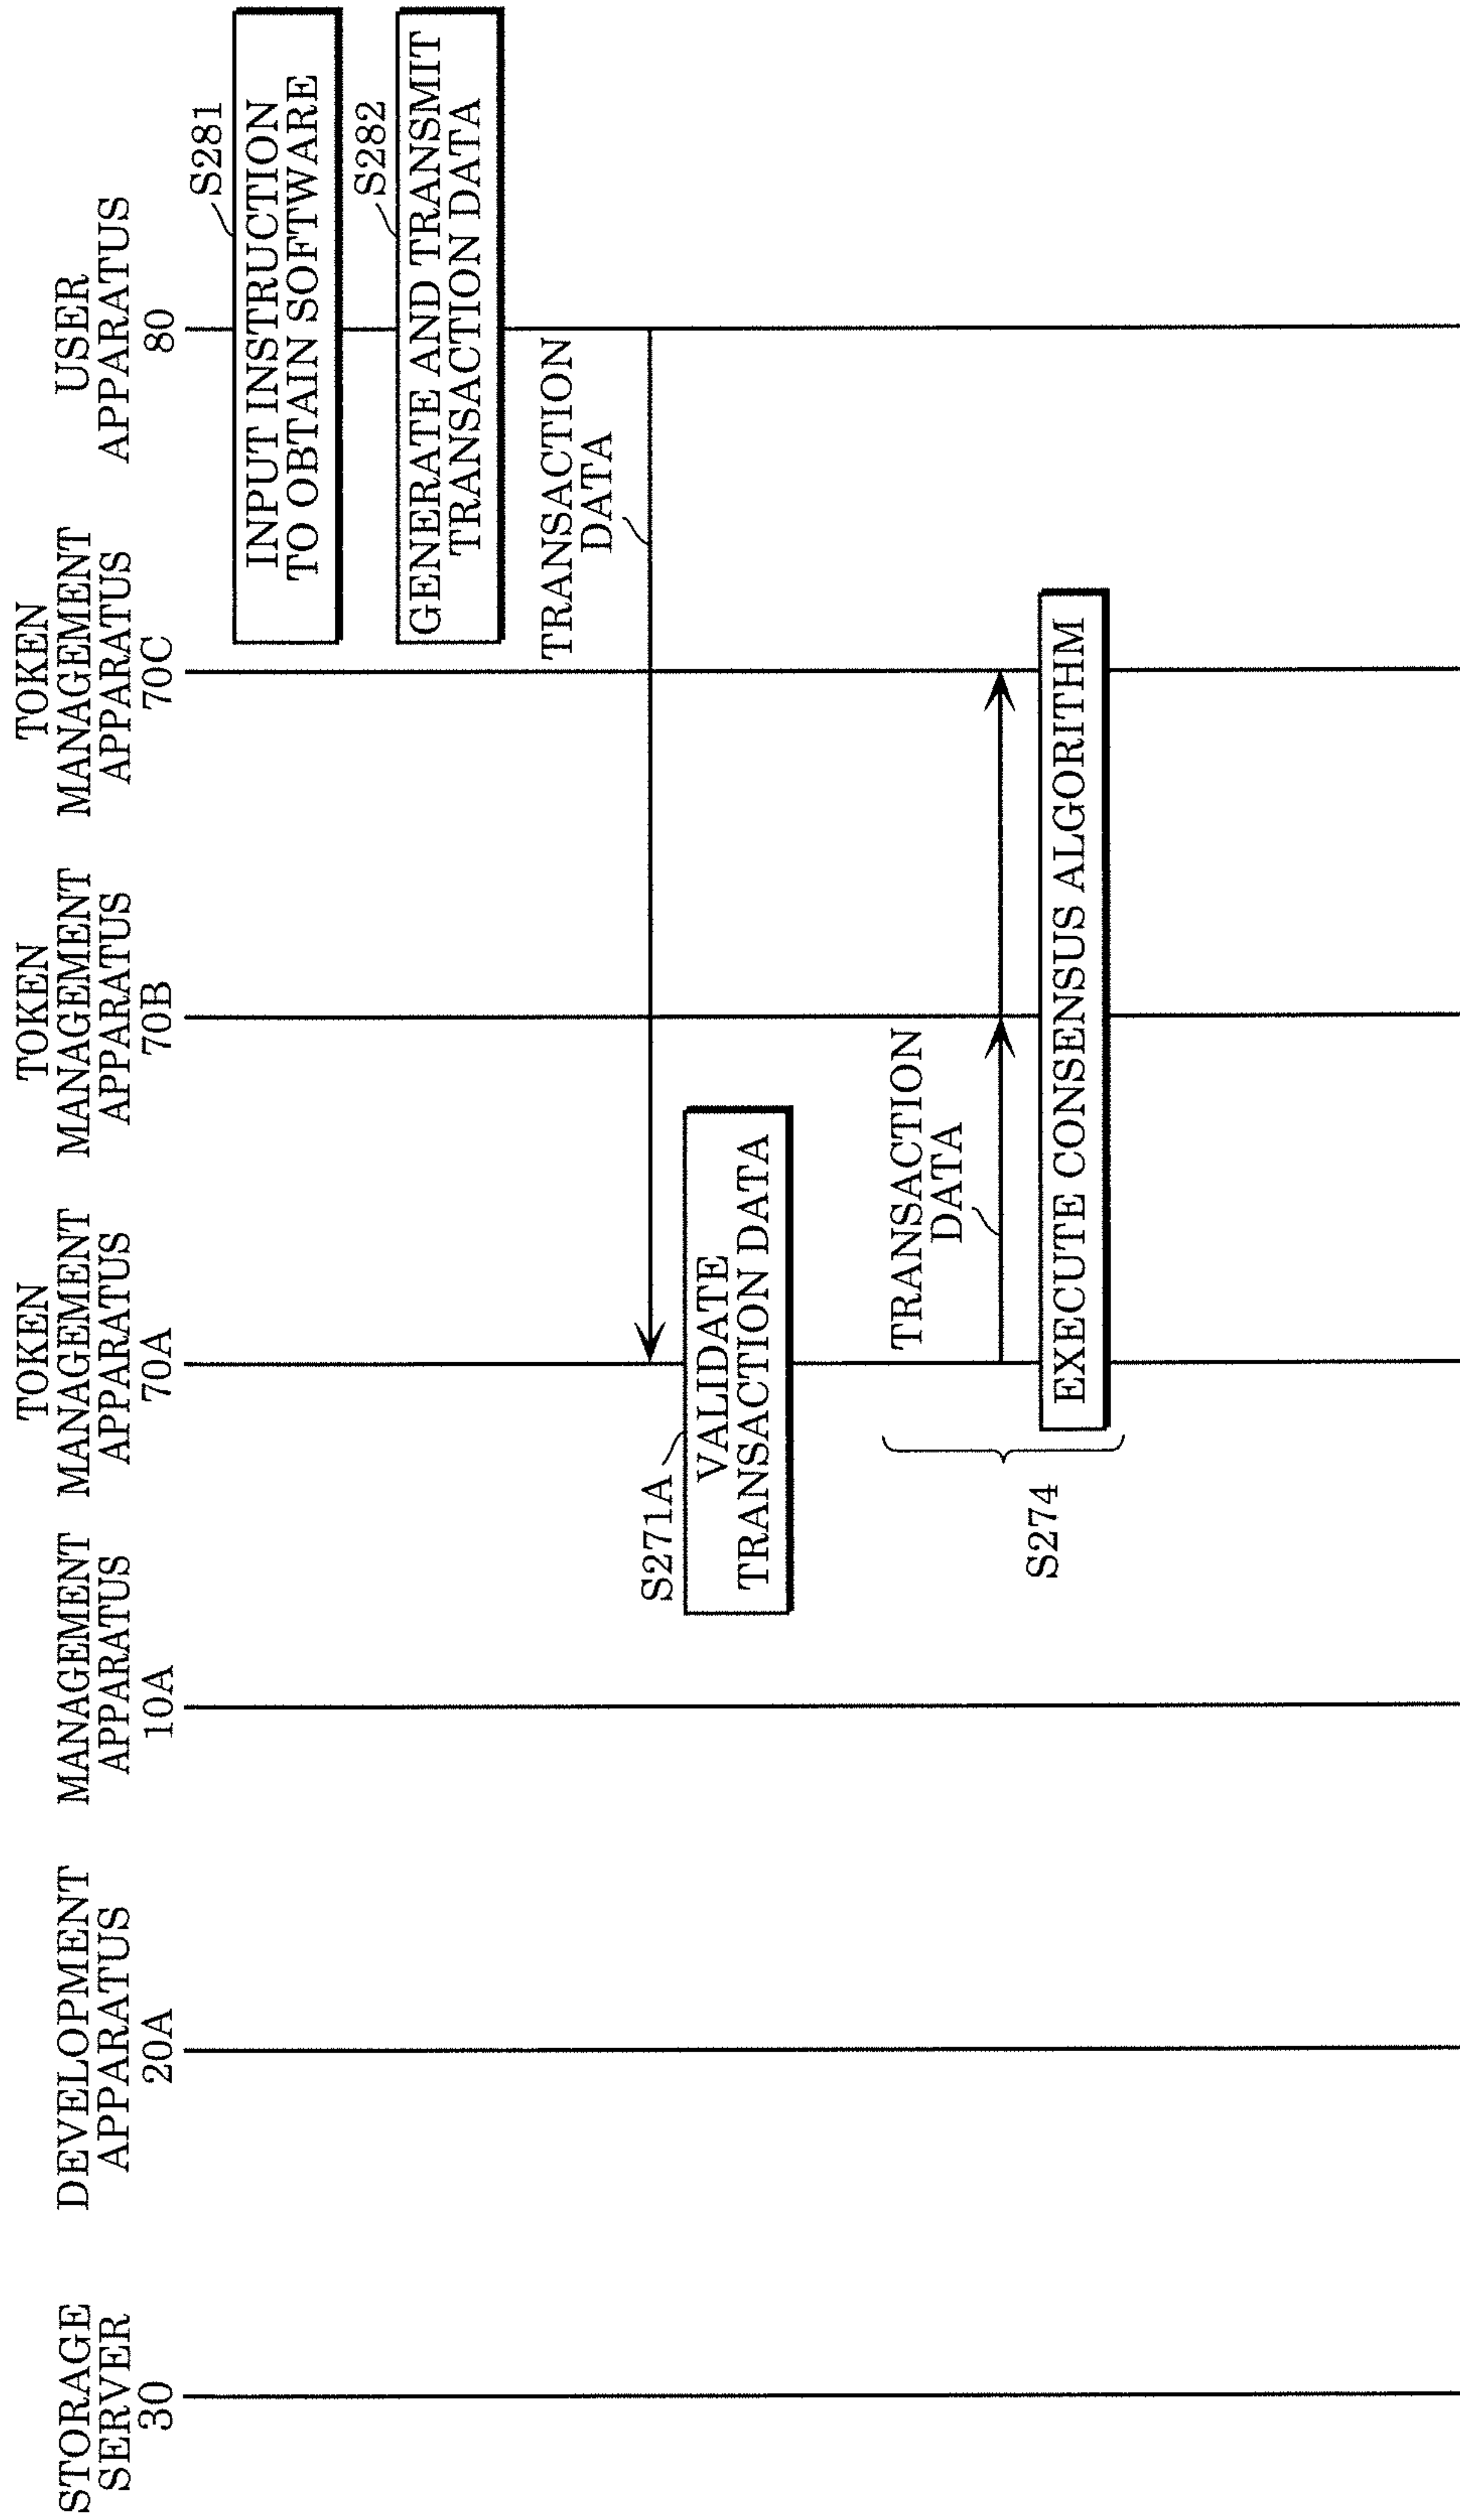 STORAGE
SERVER
30
DEVELOPMENT
APPARATUS
20A
MANAGEMENT
APPARATUS
10A
TOKEN
MANAGEMENT
APPARATUS
70A
TOKEN
MANAGEMENT
APPARATUS
70B
TOKEN
MANAGEMENT
APPARATUS
70C
USER
APPARATUS
80
S281
INPUT INSTRUCTION
TO OBTAIN SOFTWARE
S282
GENERATE AND TRANSMIT
TRANSACTION DATA
TRANSACTION
DATA
S271A
VALIDATE
TRANSACTION DATA
TRANSACTION
DATA
S274
EXECUTE CONSENSUS ALGORITHM